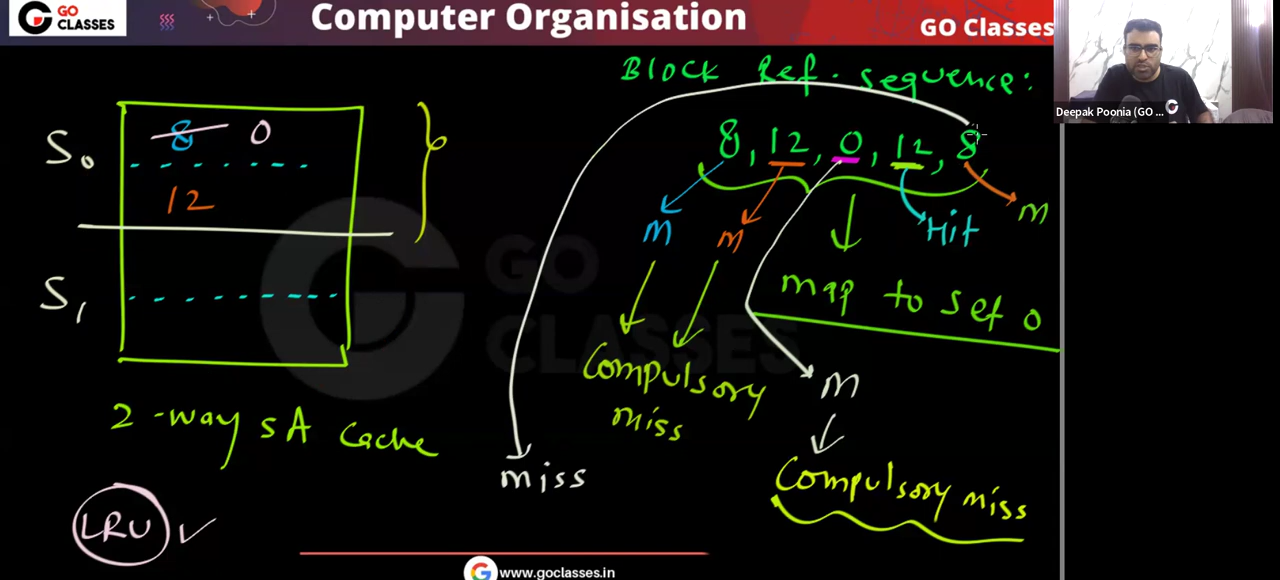 GO CLASSES
Computer Organisation
GO Classes
Deepak Poonia (GO ...
Block Ref. sequence:
8, 12, 0, 12, 8
S0
8 0
12
S1
M
M
Hit
M
map to set 0
Compulsory miss
M
Compulsory miss
miss
2-way SA cache
LRU ✓
GO CLASSES
www.goclasses.in